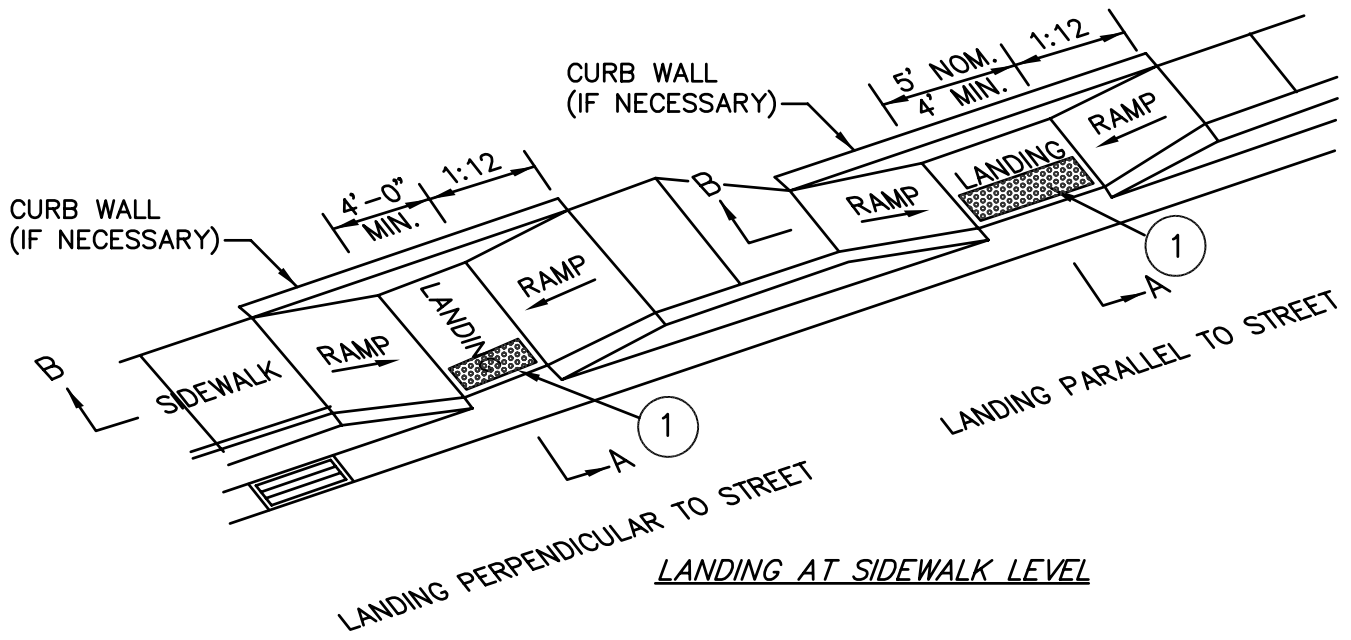 CURB WALL
(IF NECESSARY)
5' NOM.
4' MIN.
1:12
RAMP
LANDING
RAMP
B
1
A
LANDING PARALLEL TO STREET
CURB WALL
(IF NECESSARY)
4'-0"
MIN.
1:12
RAMP
LANDING
RAMP
SIDEWALK
B
1
A
LANDING PERPENDICULAR TO STREET
LANDING AT SIDEWALK LEVEL